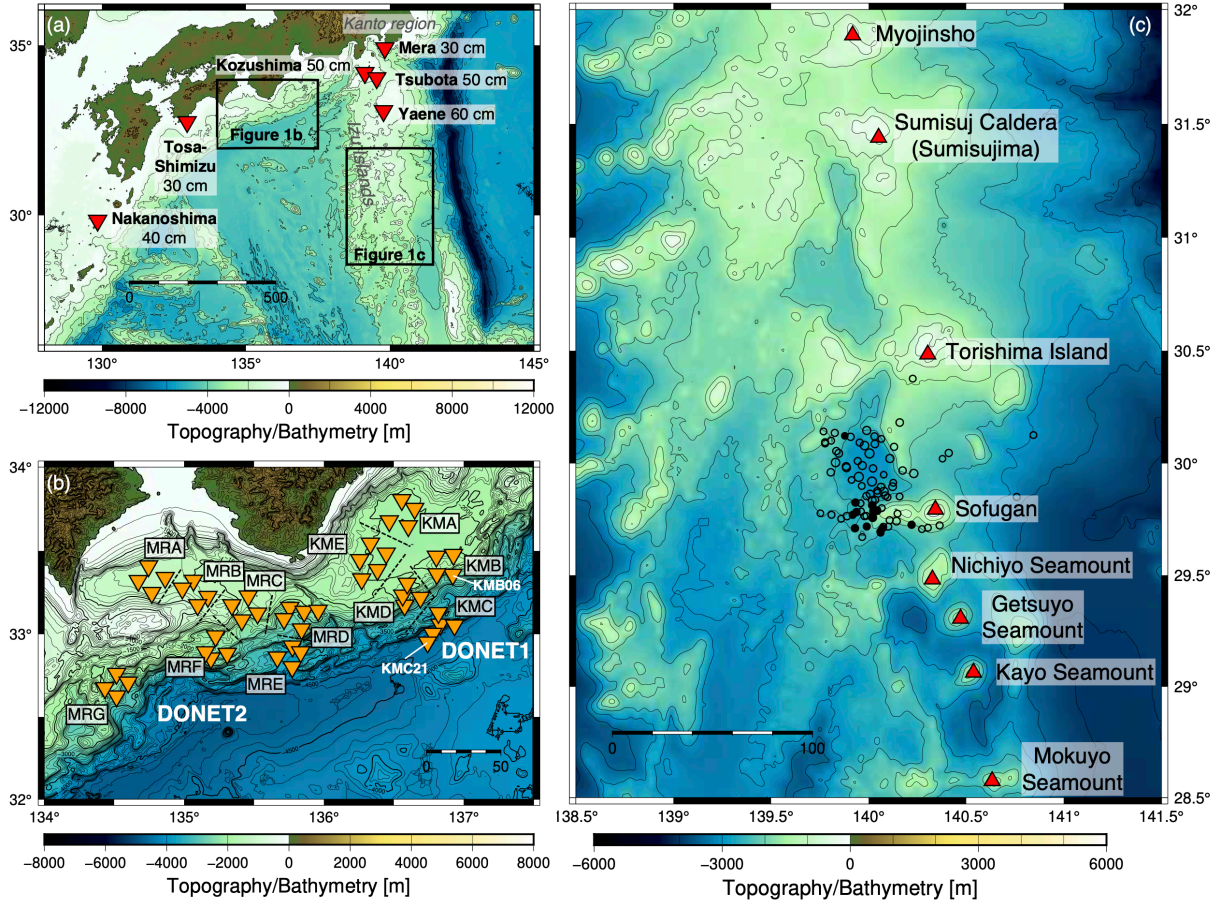 (a)
Kanto region
35°
30°
Mera 30 cm
Kozushima 50 cm
Tsubota 50 cm
Yaene 60 cm
Figure 1b
Izu Islands
Tosa-
Shimizu
30 cm
Nakanoshima
40 cm
Figure 1c
0 500
130° 135° 140° 145°
−12000 −8000 −4000 0 4000 8000 12000
Topography/Bathymetry [m]
(b)
34°
33°
32°
KMA
KME
MRA
MRB
MRC
KMB
KMB06
KMD
KMC
MRD
MRF
MRE
KMC21
DONET1
MRG
DONET2
0 50
134° 135° 136° 137°
−8000 −6000 −4000 −2000 0 2000 4000 6000 8000
Topography/Bathymetry [m]
(c)
32°
31.5°
31°
30.5°
30°
29.5°
29°
28.5°
Myojinsho
Sumisuj Caldera
(Sumisujima)
Torishima Island
Sofugan
Nichiyo Seamount
Getsuyo
Seamount
Kayo Seamount
Mokuyo
Seamount
0 100
138.5° 139° 139.5° 140° 140.5° 141° 141.5°
−6000 −3000 0 3000 6000
Topography/Bathymetry [m]